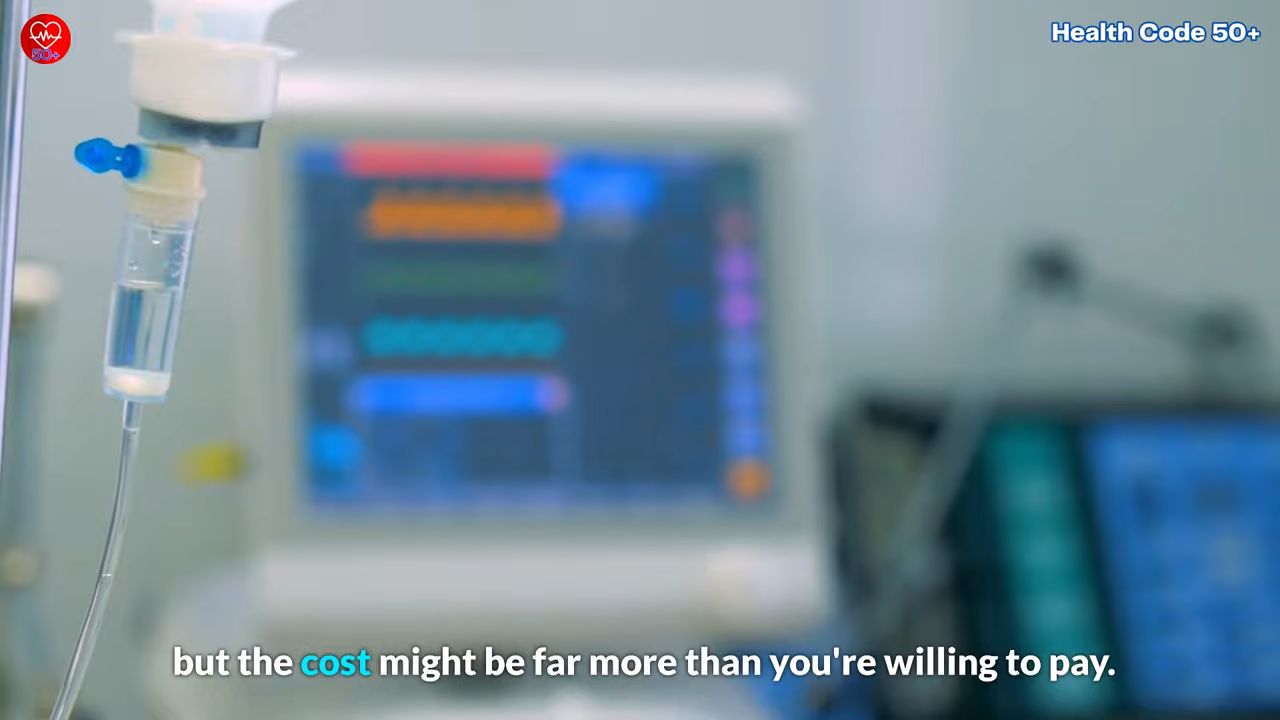 Health Code 50+
50+
but the cost might be far more than you're willing to pay.